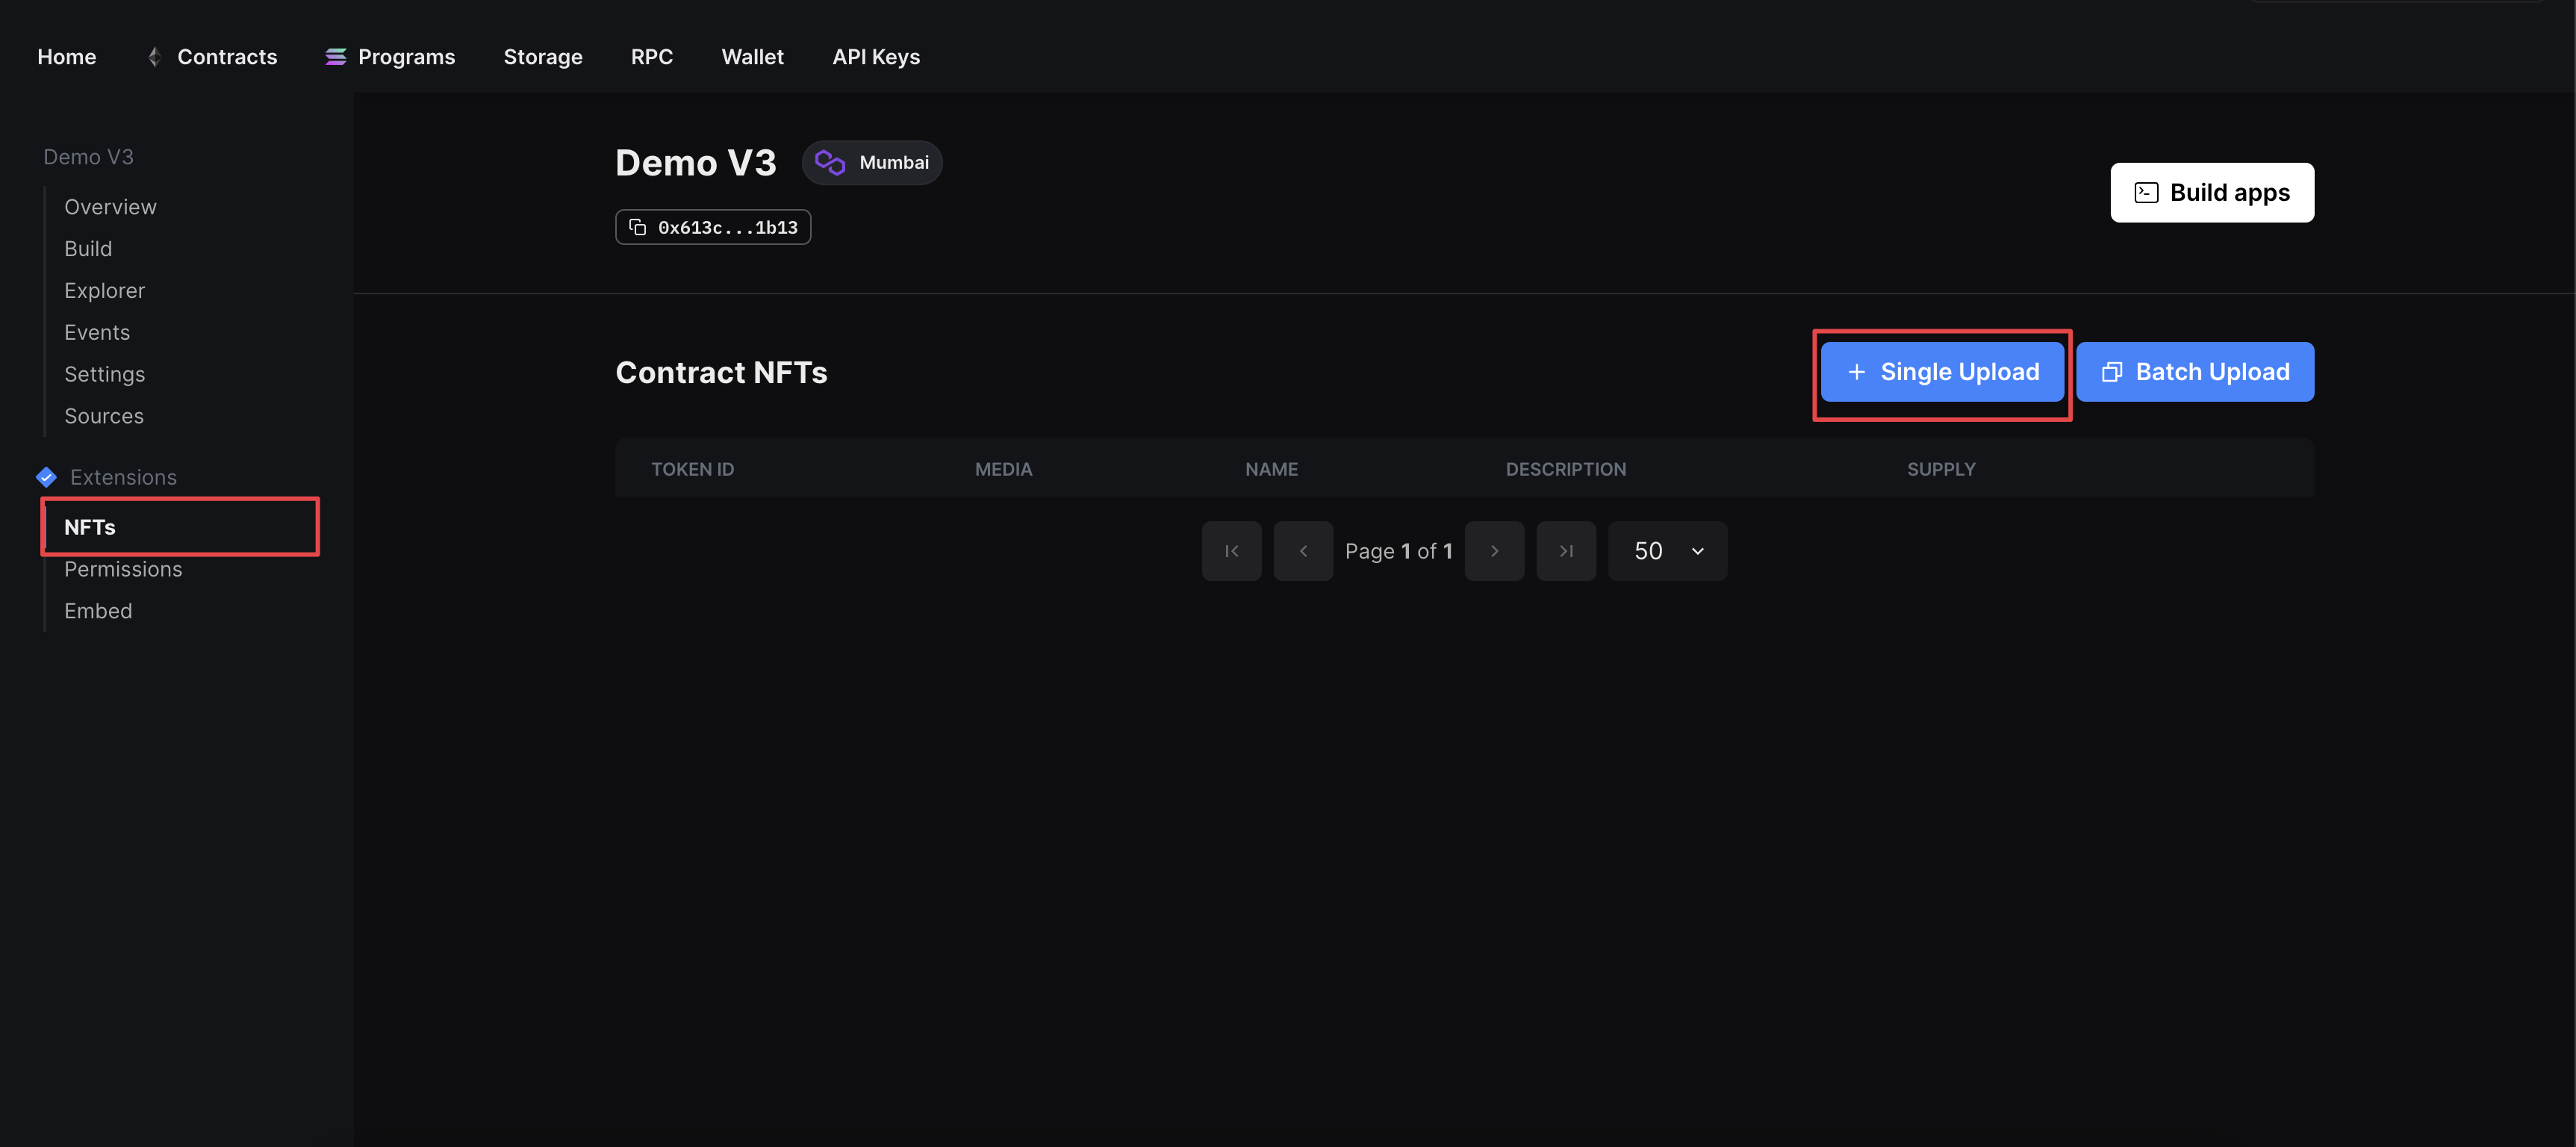 Home Contracts Programs Storage RPC Wallet API Keys
Demo V3
Overview
Build
Explorer
Events
Settings
Sources
Extensions
NFTs
Permissions
Embed
Demo V3 Mumbai
0x613c...1b13
Build apps
Contract NFTs
Single Upload
Batch Upload
TOKEN ID MEDIA NAME DESCRIPTION SUPPLY
Page 1 of 1 50